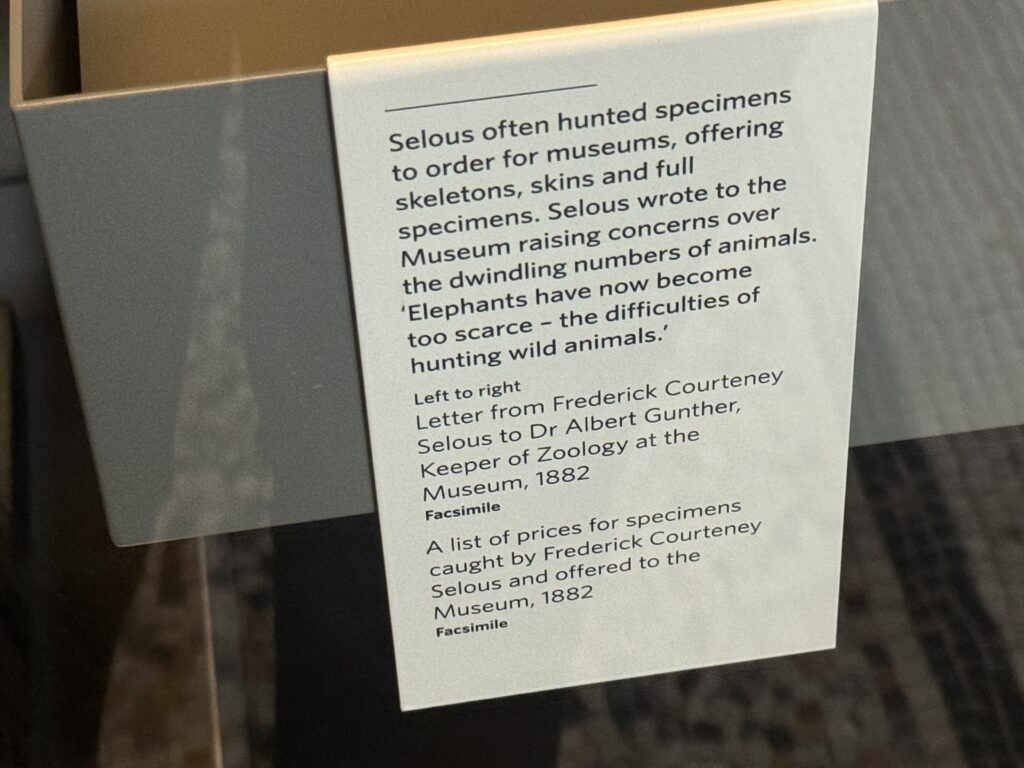 Selous often hunted specimens
to order for museums, offering
skeletons, skins and full
specimens. Selous wrote to the
Museum raising concerns over
the dwindling numbers of animals.
‘Elephants have now become
too scarce – the difficulties of
hunting wild animals.’
Left to right
Letter from Frederick Courteney
Selous to Dr Albert Gunther,
Keeper of Zoology at the
Museum, 1882
Facsimile
A list of prices for specimens
caught by Frederick Courteney
Selous and offered to the
Museum, 1882
Facsimile